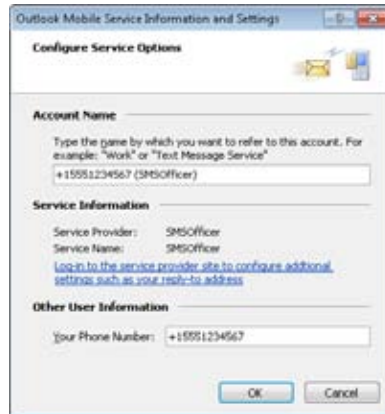 Outlook Mobile Service Information and Settings
Configure Service Options
Account Name
Type the name by which you want to refer to this account. For
example: "Work" or "Text Message Service"
+15551234567 (SMSOfficer)
Service Information
Service Provider: SMSOfficer
Service Name: SMSOfficer
Log-in to the service provider site to configure additional
settings such as your reply-to address
Other User Information
Your Phone Number: +15551234567
OK Cancel